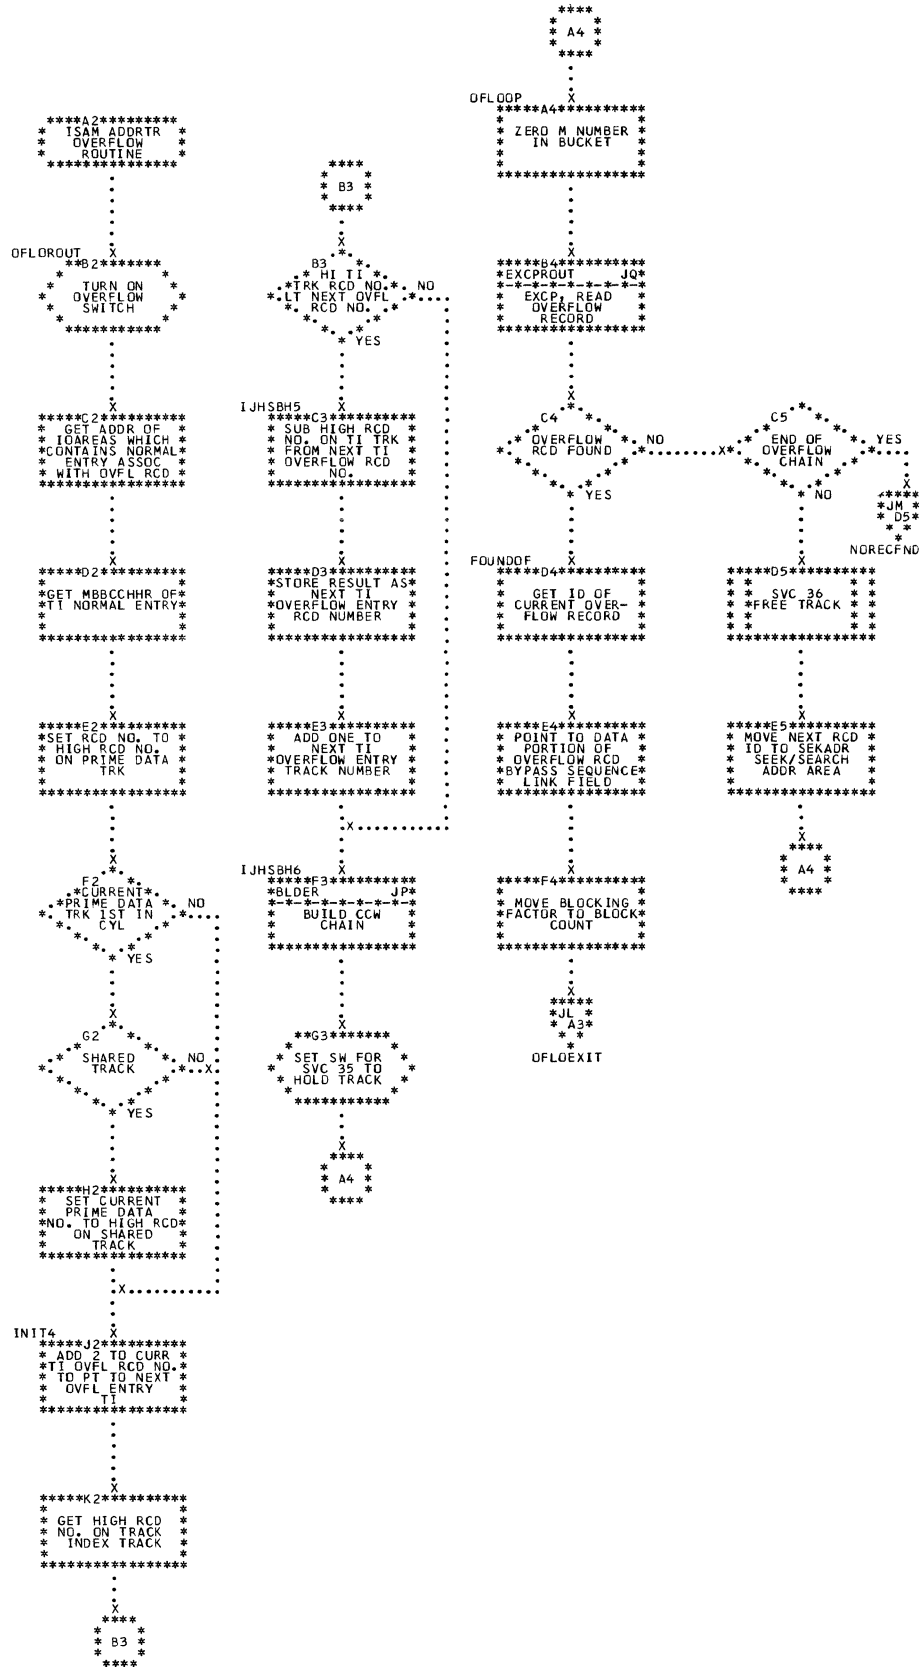 A2
ISAM ADDRTR
OVERFLOW
ROUTINE
OFLOROUT
B2
TURN ON
OVERFLOW
SWITCH
C2
GET ADDR OF
IOAREAS WHICH
CONTAINS NORMAL
ENTRY ASSOC
WITH OVFL RCD
D2
GET MBBCCHHR OF
TI NORMAL ENTRY
E2
SET RCD NO. TO
HIGH RCD NO.
ON PRIME DATA
TRK
F2
CURRENT
PRIME DATA
TRK 1ST IN
CYL
NO
YES
G2
SHARED
TRACK
NO
YES
H2
SET CURRENT
PRIME DATA
NO. TO HIGH RCD
ON SHARED
TRACK
INIT4
J2
ADD 2 TO CURR
TI OVFL RCD NO.
TO PT TO NEXT
OVFL ENTRY
TI
K2
GET HIGH RCD
NO. ON TRACK
INDEX TRACK
B3
B3
B3
HI TI
TRK RCD NO.
LT NEXT OVFL
RCD NO.
NO
YES
IJHSBH5
C3
SUB HIGH RCD
NO. ON TI TRK
FROM NEXT TI
OVERFLOW RCD
NO.
D3
STORE RESULT AS
NEXT TI
OVERFLOW ENTRY
RCD NUMBER
E3
ADD ONE TO
NEXT TI
OVERFLOW ENTRY
TRACK NUMBER
IJHSBH6
F3
BLDER JP
BUILD CCW
CHAIN
G3
SET SW FOR
SVC 35 TO
HOLD TRACK
A4
A4
OFLOOP
A4
ZERO M NUMBER
IN BUCKET
B4
EXCPROUT JQ
EXCP, READ
OVERFLOW
RECORD
C4
OVERFLOW
RCD FOUND
NO
YES
FOUNDOF
D4
GET ID OF
CURRENT OVER-
FLOW RECORD
E4
POINT TO DATA
PORTION OF
OVERFLOW RCD
BYPASS SEQUENCE
LINK FIELD
F4
MOVE BLOCKING
FACTOR TO BLOCK
COUNT
JL
A3
OFLOEXIT
C5
END OF
OVERFLOW
CHAIN
YES
NO
JM
D5
NORECFND
D5
SVC 36
FREE TRACK
E5
MOVE NEXT RCD
ID TO SEKADR
SEEK/SEARCH
ADDR AREA
A4